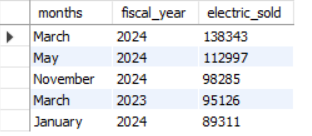 months fiscal_year electric_sold
March 2024 138343
May 2024 112997
November 2024 98285
March 2023 95126
January 2024 89311